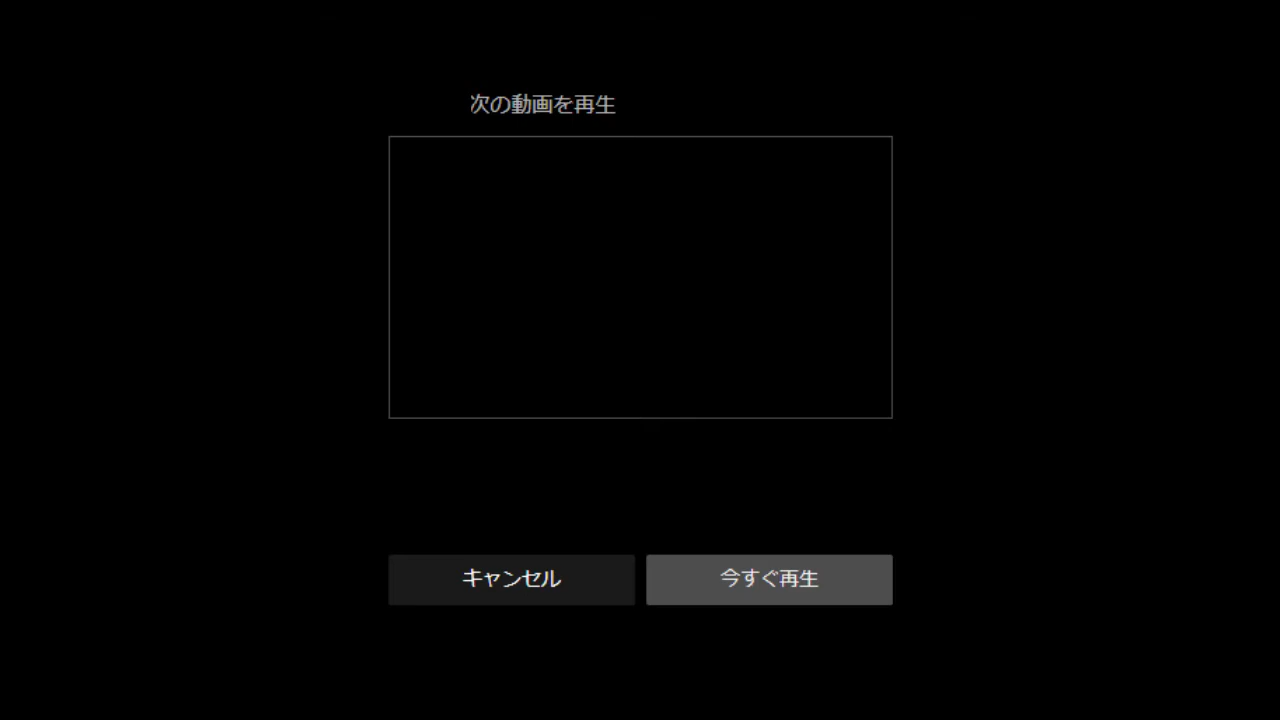 次の動画を再生
キャンセル
今すぐ再生